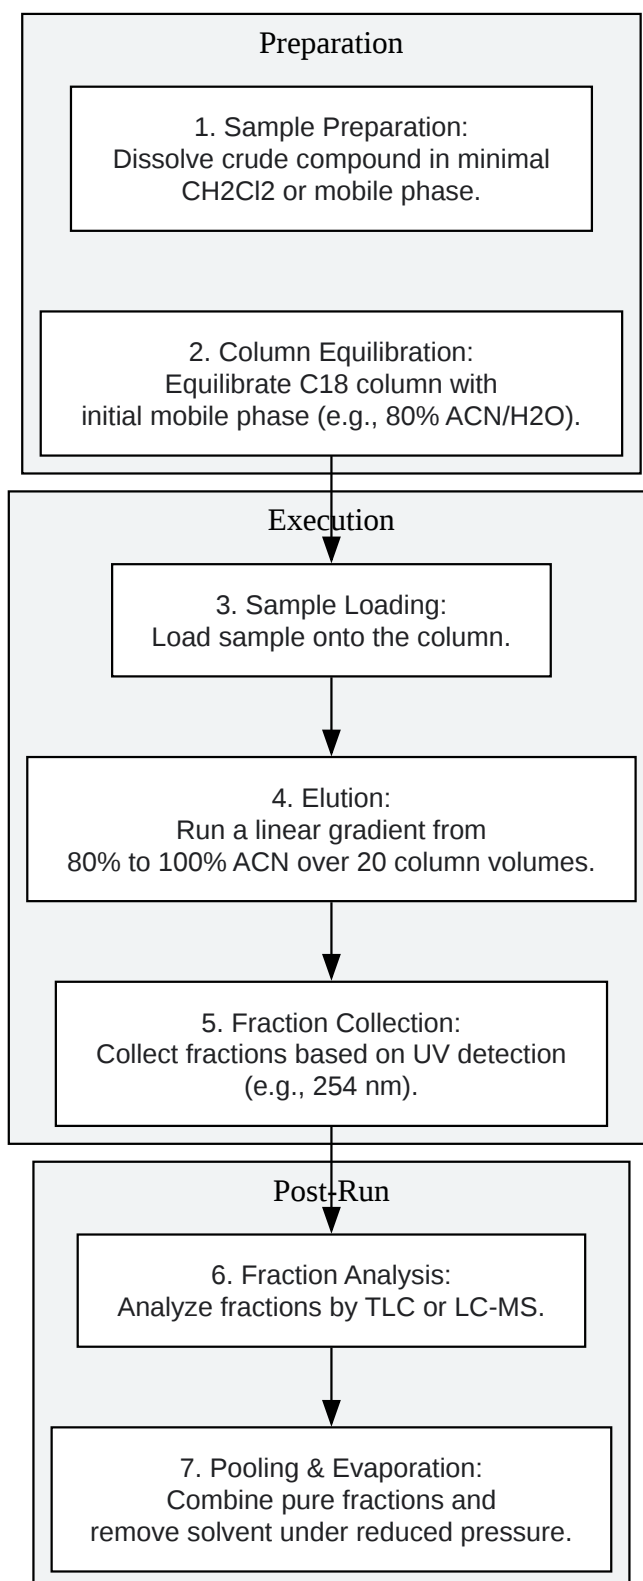 Preparation
1. Sample Preparation:
Dissolve crude compound in minimal
CH2Cl2 or mobile phase.
2. Column Equilibration:
Equilibrate C18 column with
initial mobile phase (e.g., 80% ACN/H2O).
Execution
3. Sample Loading:
Load sample onto the column.
4. Elution:
Run a linear gradient from
80% to 100% ACN over 20 column volumes.
5. Fraction Collection:
Collect fractions based on UV detection
(e.g., 254 nm).
Post-Run
6. Fraction Analysis:
Analyze fractions by TLC or LC-MS.
7. Pooling & Evaporation:
Combine pure fractions and
remove solvent under reduced pressure.